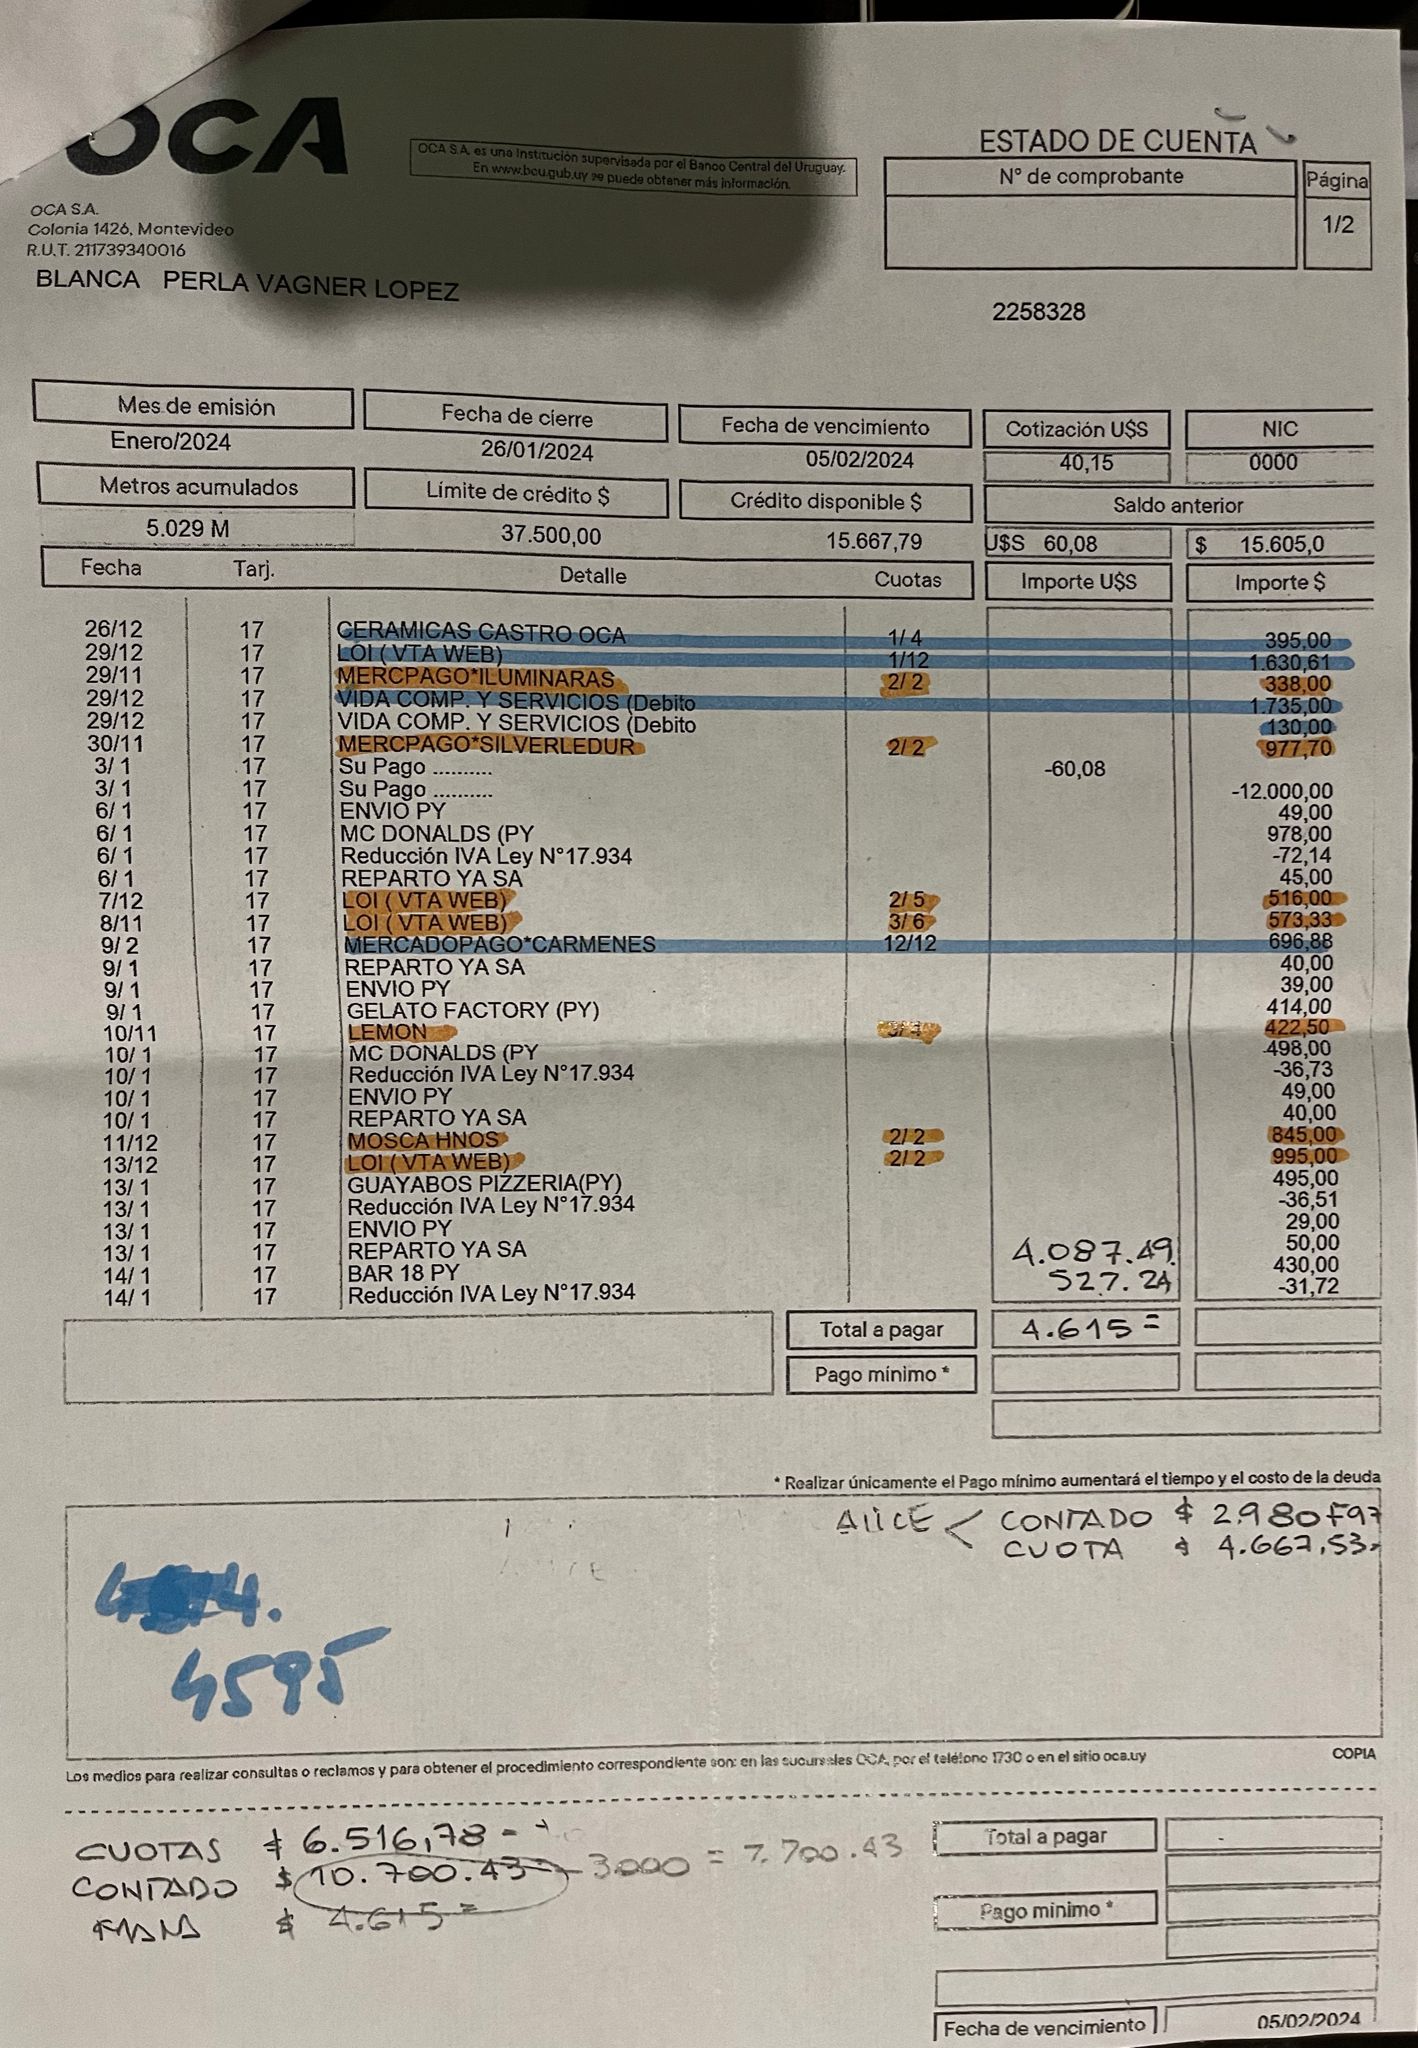 OCA
OCA S.A. es una Institución supervisada por el Banco Central del Uruguay.
En www.bcu.gub.uy se puede obtener más información.
ESTADO DE CUENTA
N° de comprobante Página
1/2
OCA S.A.
Colonia 1426, Montevideo
R.U.T. 211739340016
BLANCA PERLA VAGNER LOPEZ
2258328
Mes de emisión Fecha de cierre Fecha de vencimiento Cotización U$S NIC
Enero/2024 26/01/2024 05/02/2024 40,15 0000
Metros acumulados Límite de crédito $ Crédito disponible $ Saldo anterior
5.029 M 37.500,00 15.667,79 U$S 60,08 $ 15.605,0
Fecha Tarj. Detalle Cuotas Importe U$S Importe $
26/12 17 CERAMICAS CASTRO OCA 1/ 4 395,00
29/12 17 LOI ( VTA WEB) 1/12 1.630,61
29/11 17 MERCPAGO*ILUMINARAS 2/ 2 338,00
29/12 17 VIDA COMP. Y SERVICIOS (Debito 1.735,00
29/12 17 VIDA COMP. Y SERVICIOS (Debito 130,00
30/11 17 MERCPAGO*SILVERLEDUR 2/ 2 977,70
3/ 1 17 Su Pago .......... -60,08
3/ 1 17 Su Pago .......... -12.000,00
6/ 1 17 ENVIO PY 49,00
6/ 1 17 MC DONALDS (PY 978,00
6/ 1 17 Reducción IVA Ley N°17.934 -72,14
6/ 1 17 REPARTO YA SA 45,00
7/12 17 LOI ( VTA WEB) 2/ 5 516,00
8/11 17 LOI ( VTA WEB) 3/ 6 573,33
9/ 2 17 MERCADOPAGO*CARMENES 12/12 696,88
9/ 1 17 REPARTO YA SA 40,00
9/ 1 17 ENVIO PY 39,00
9/ 1 17 GELATO FACTORY (PY) 414,00
10/11 17 LEMON 422,50
10/ 1 17 MC DONALDS (PY 498,00
10/ 1 17 Reducción IVA Ley N°17.934 -36,73
10/ 1 17 ENVIO PY 49,00
10/ 1 17 REPARTO YA SA 40,00
11/12 17 MOSCA HNOS 2/ 2 845,00
13/12 17 LOI ( VTA WEB) 2/ 2 995,00
13/ 1 17 GUAYABOS PIZZERIA(PY) 495,00
13/ 1 17 Reducción IVA Ley N°17.934 -36,51
13/ 1 17 ENVIO PY 29,00
13/ 1 17 REPARTO YA SA 4.087.49 50,00
14/ 1 17 BAR 18 PY 527.24 430,00
14/ 1 17 Reducción IVA Ley N°17.934 -31,72
Total a pagar 4.615=
Pago mínimo *
* Realizar únicamente el Pago mínimo aumentará el tiempo y el costo de la deuda
ALICE < CONTADO $ 2.980
CUOTA $ 4.667,53
4595
Los medios para realizar consultas o reclamos y para obtener el procedimiento correspondiente son: en las sucursales OCA, por el teléfono 1730 o en el sitio oca.uy COPIA
CUOTAS $ 6.516,78 -
CONTADO $ 10.700.43 - 3000 = 7.700.43
$ 4.615=
Total a pagar
Pago mínimo *
Fecha de vencimiento 05/02/2024